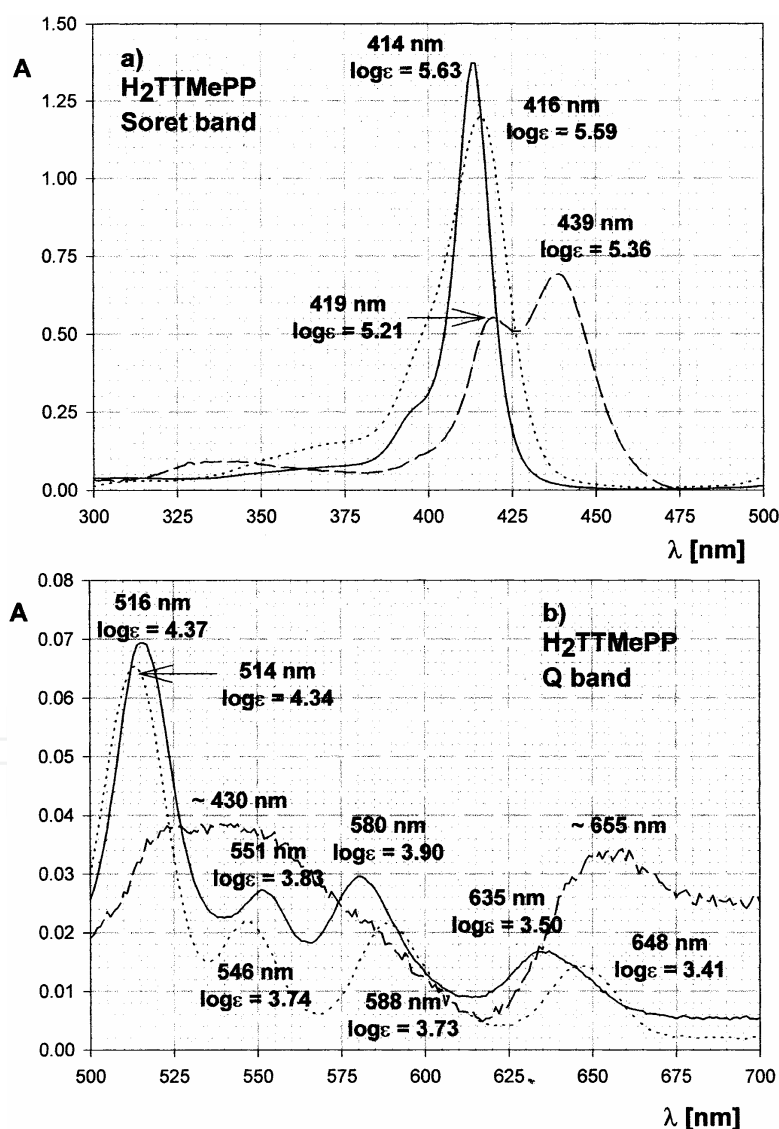 1.50
1.25
1.00
0.75
0.50
0.25
0.00
A
a)
H2TTMePP
Soret band
414 nm
logε = 5.63
416 nm
logε = 5.59
439 nm
logε = 5.36
419 nm
logε = 5.21
300 325 350 375 400 425 450 475 500
λ [nm]
0.08
0.07
0.06
0.05
0.04
0.03
0.02
0.01
0.00
A
b)
H2TTMePP
Q band
516 nm
logε = 4.37
514 nm
logε = 4.34
~ 430 nm
551 nm
logε = 3.83
580 nm
logε = 3.90
~ 655 nm
635 nm
logε = 3.50
648 nm
logε = 3.41
546 nm
logε = 3.74
588 nm
logε = 3.73
500 525 550 575 600 625 650 675 700
λ [nm]